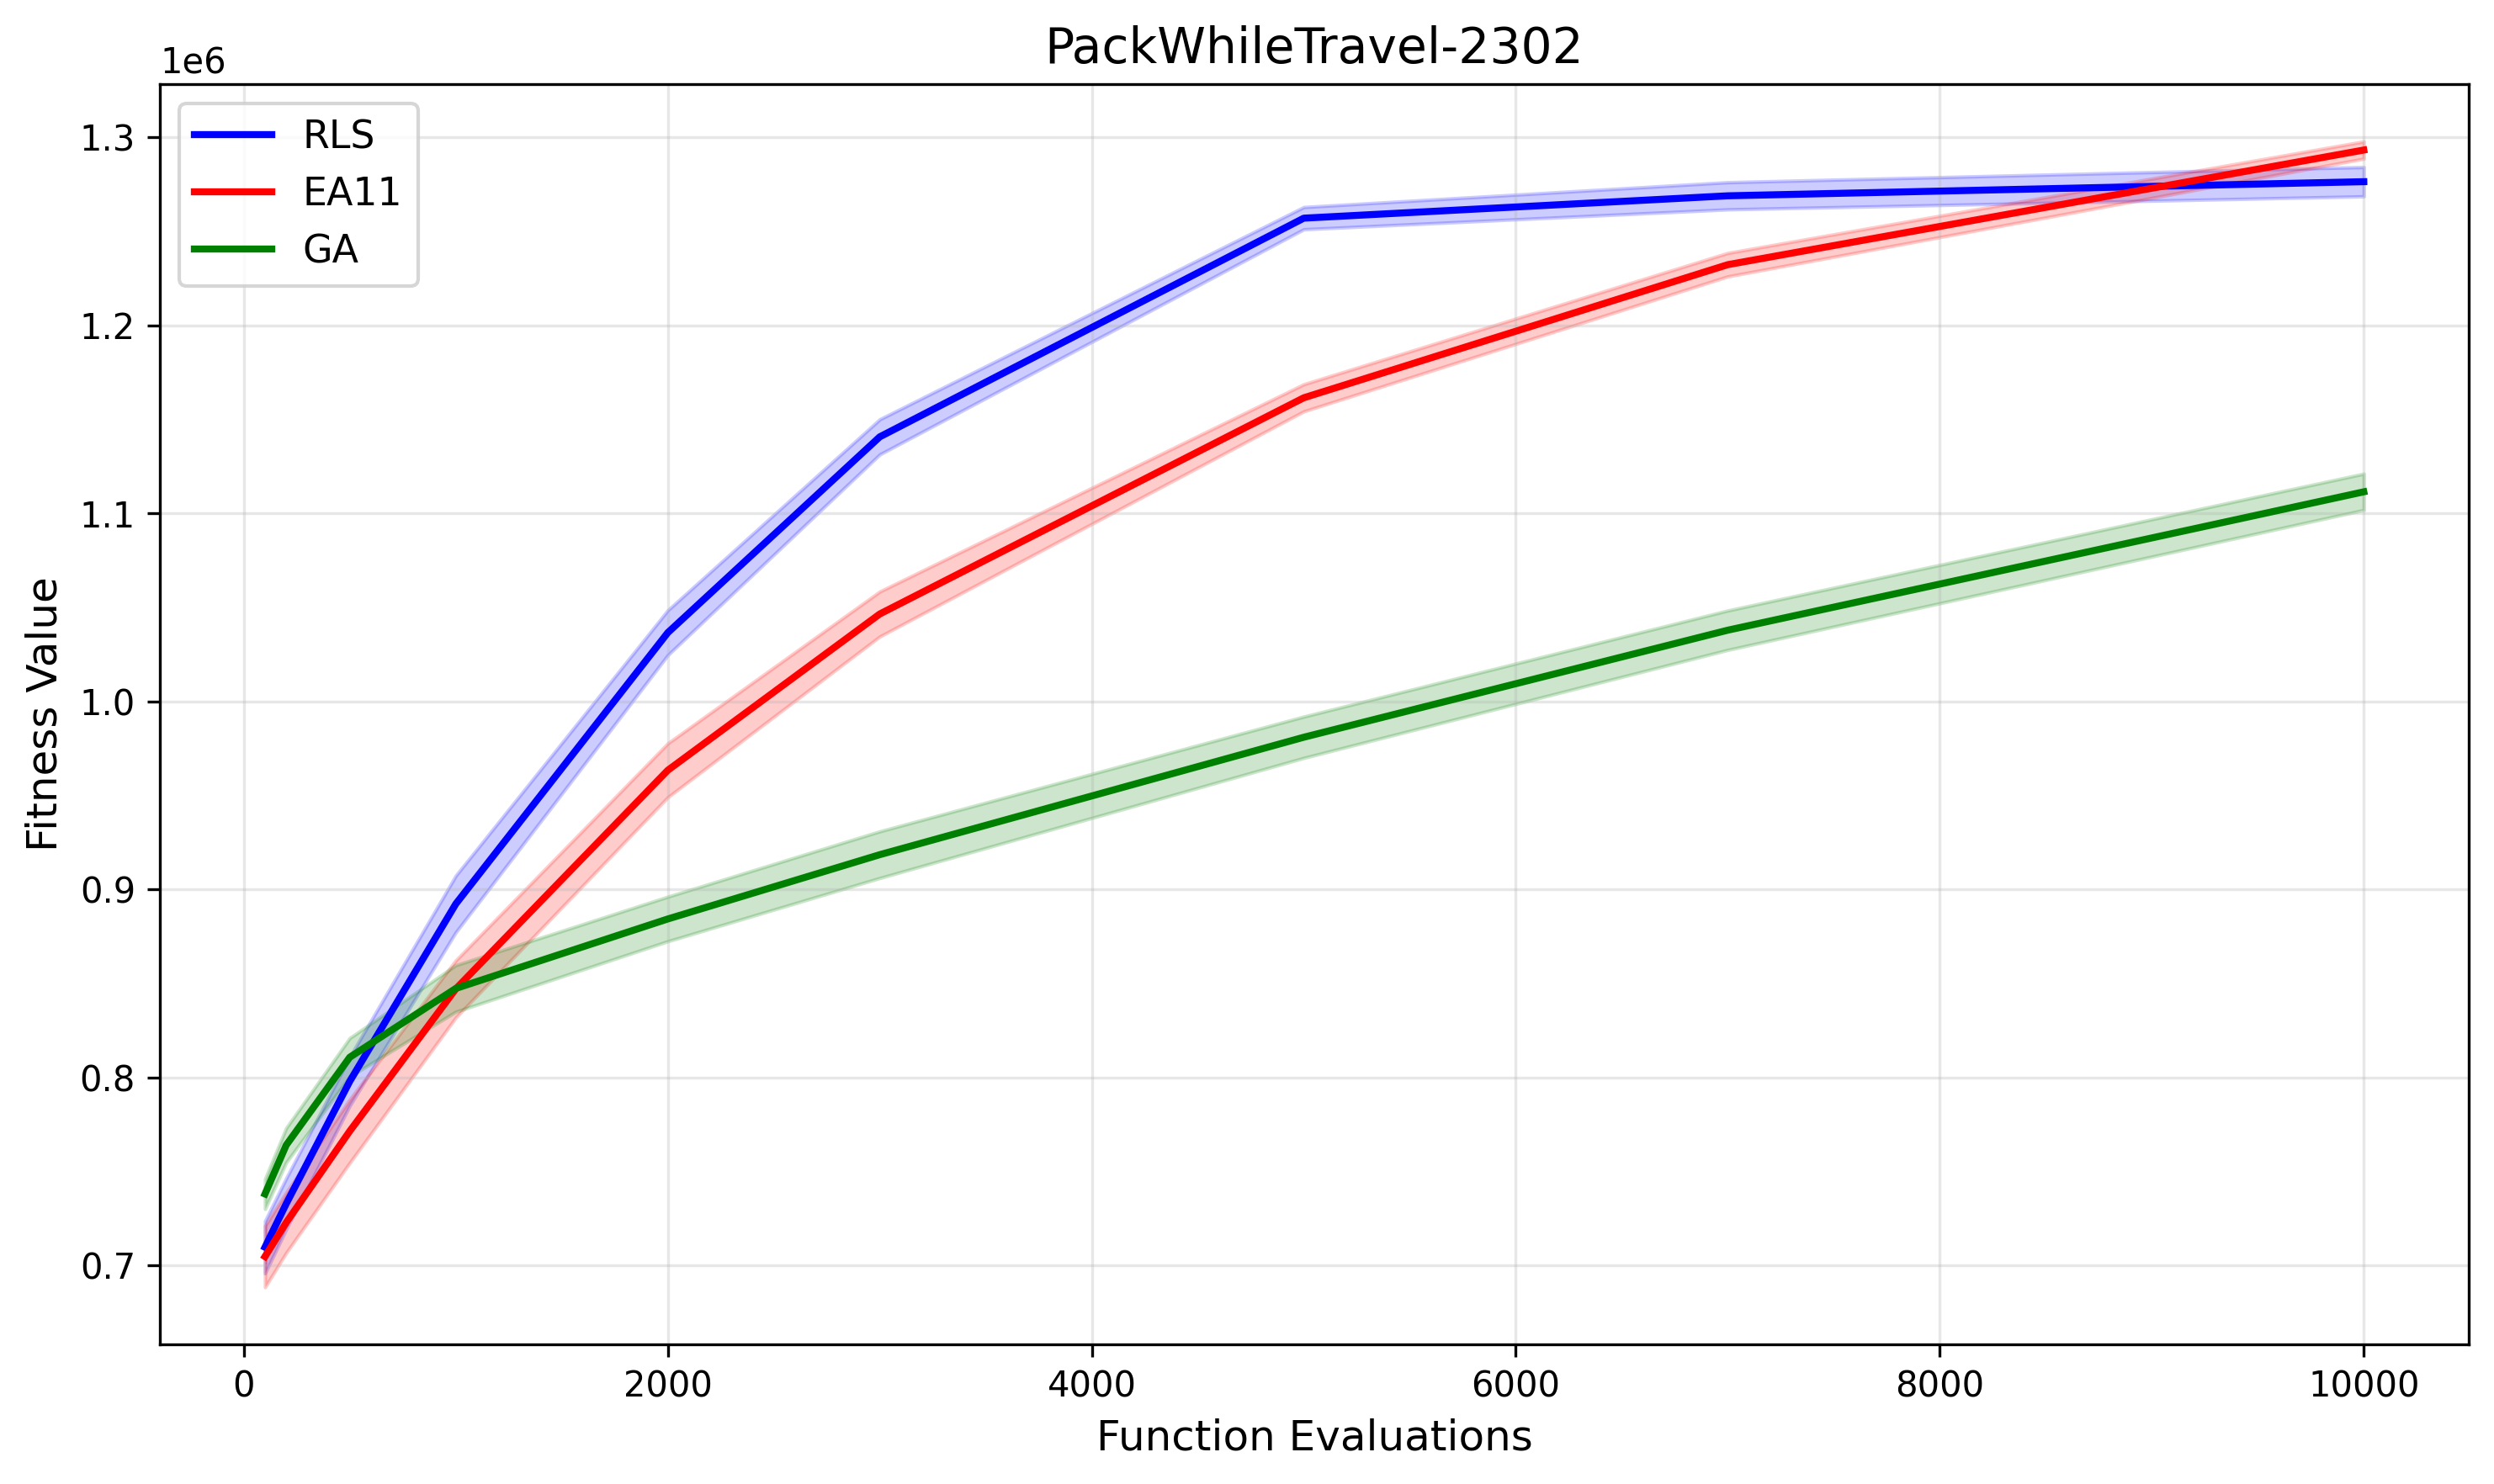 PackWhileTravel-2302
1e6
RLS
EA11
GA
1.3
1.2
1.1
1.0
0.9
0.8
0.7
Fitness Value
0 2000 4000 6000 8000 10000
Function Evaluations